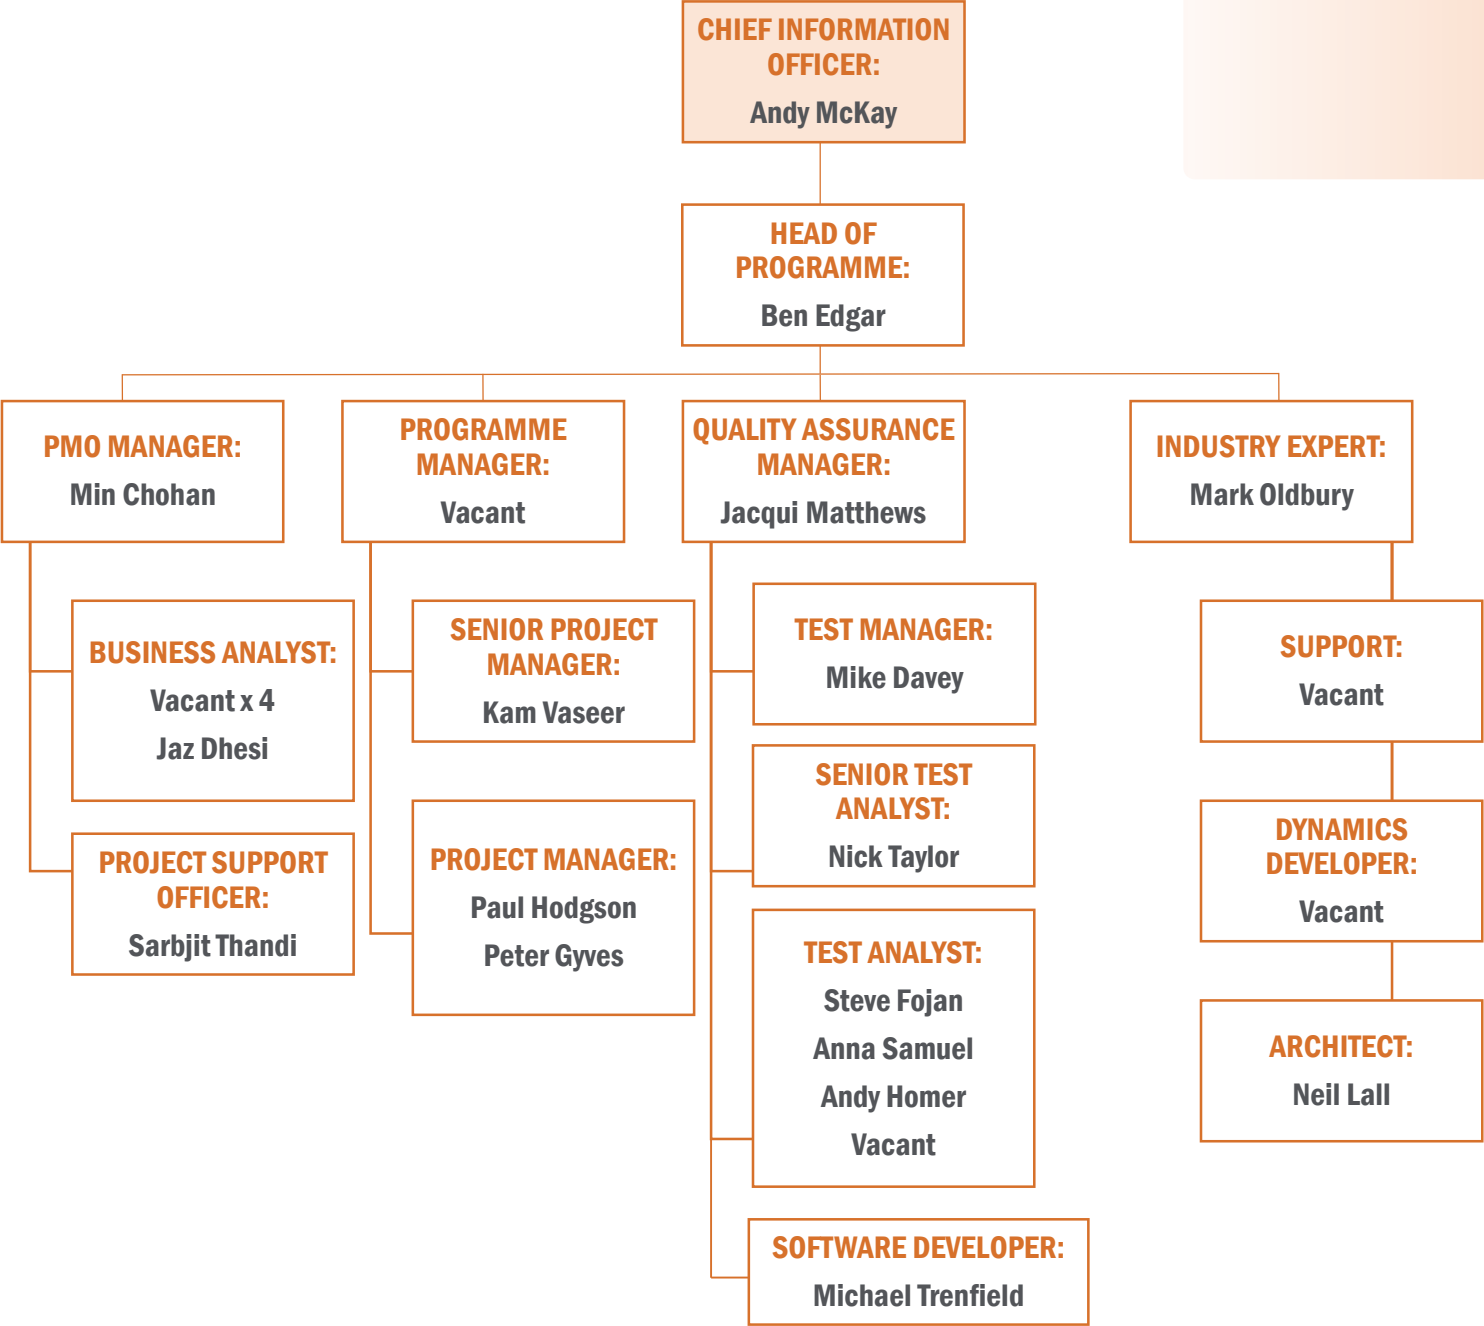 CHIEF INFORMATION
OFFICER:
Andy McKay
HEAD OF
PROGRAMME:
Ben Edgar
PMO MANAGER:
Min Chohan
PROGRAMME
MANAGER:
Vacant
QUALITY ASSURANCE
MANAGER:
Jacqui Matthews
INDUSTRY EXPERT:
Mark Oldbury
BUSINESS ANALYST:
Vacant x 4
Jaz Dhesi
PROJECT SUPPORT
OFFICER:
Sarbjit Thandi
SENIOR PROJECT
MANAGER:
Kam Vaseer
PROJECT MANAGER:
Paul Hodgson
Peter Gyves
TEST MANAGER:
Mike Davey
SENIOR TEST
ANALYST:
Nick Taylor
TEST ANALYST:
Steve Fojan
Anna Samuel
Andy Homer
Vacant
SOFTWARE DEVELOPER:
Michael Trenfield
SUPPORT:
Vacant
DYNAMICS
DEVELOPER:
Vacant
ARCHITECT:
Neil Lall